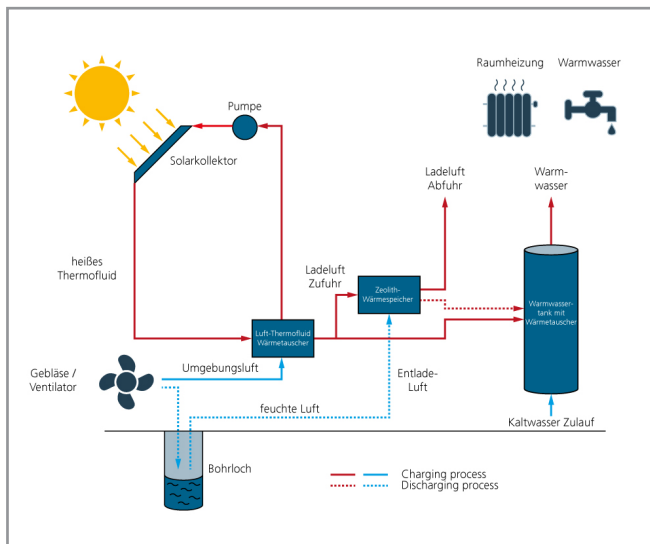 Raumheizung
Warmwasser
Pumpe
Solarkollektor
Ladeluft
Abfuhr
Warm-
wasser
heißes
Thermofluid
Ladeluft
Zufuhr
Zeolith-
Wärmespeicher
Warmwasser-
tank mit
Wärmetauscher
Luft-Thermofluid
Wärmetauscher
Gebläse /
Ventilator
Umgebungsluft
Entlade-
Luft
feuchte Luft
Kaltwasser Zulauf
Bohrloch
Charging process
Discharging process